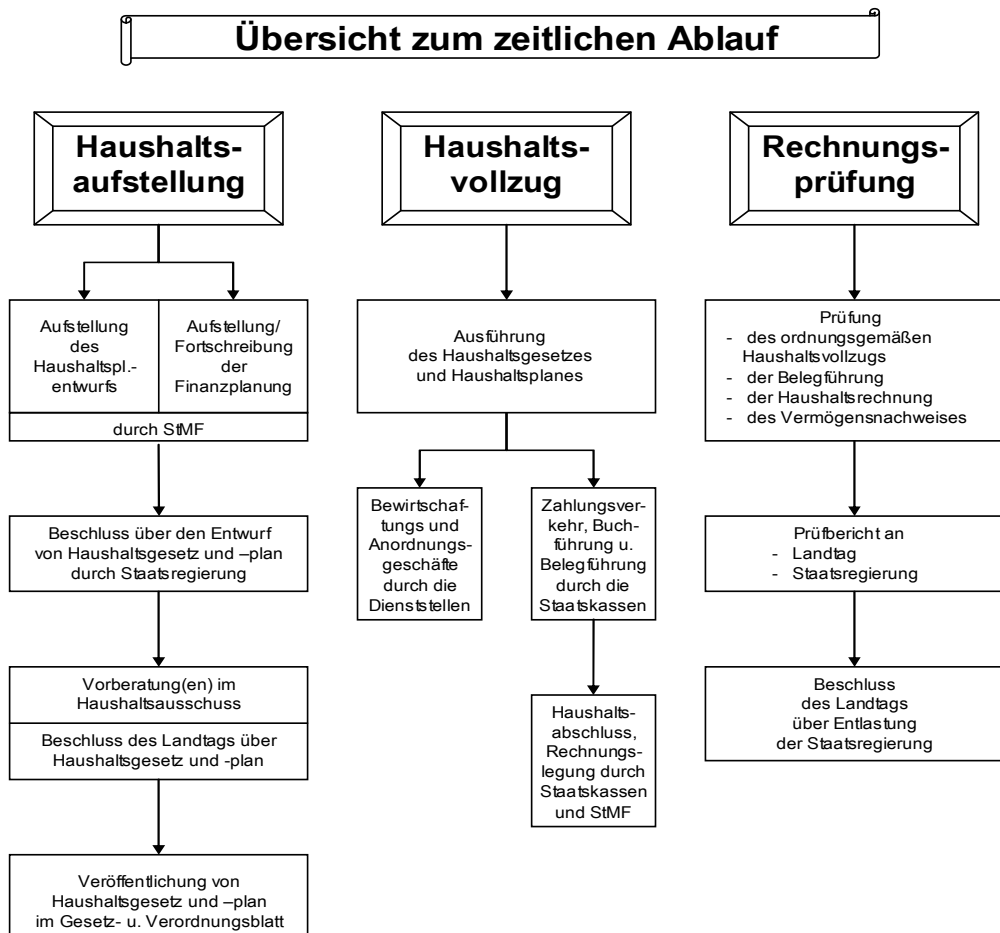 Übersicht zum zeitlichen Ablauf
Haushalts-
aufstellung
Aufstellung
des
Haushaltspl.-
entwurfs
Aufstellung/
Fortschreibung
der
Finanzplanung
durch StMF
Beschluss über den Entwurf
von Haushaltsgesetz und –plan
durch Staatsregierung
Vorberatung(en) im
Haushaltsausschuss
Beschluss des Landtags über
Haushaltsgesetz und -plan
Veröffentlichung von
Haushaltsgesetz und –plan
im Gesetz- u. Verordnungsblatt
Haushalts-
vollzug
Ausführung
des Haushaltsgesetzes
und Haushaltsplanes
Bewirtschaf-
tungs und
Anordnungs-
geschäfte
durch die
Dienststellen
Zahlungsver-
kehr, Buch-
führung u.
Belegführung
durch die
Staatskassen
Haushalts-
abschluss,
Rechnungs-
legung durch
Staatskassen
und StMF
Rechnungs-
prüfung
Prüfung
- des ordnungsgemäßen
Haushaltsvollzugs
- der Belegführung
- der Haushaltsrechnung
- des Vermögensnachweises
Prüfbericht an
- Landtag
- Staatsregierung
Beschluss
des Landtags
über Entlastung
der Staatsregierung